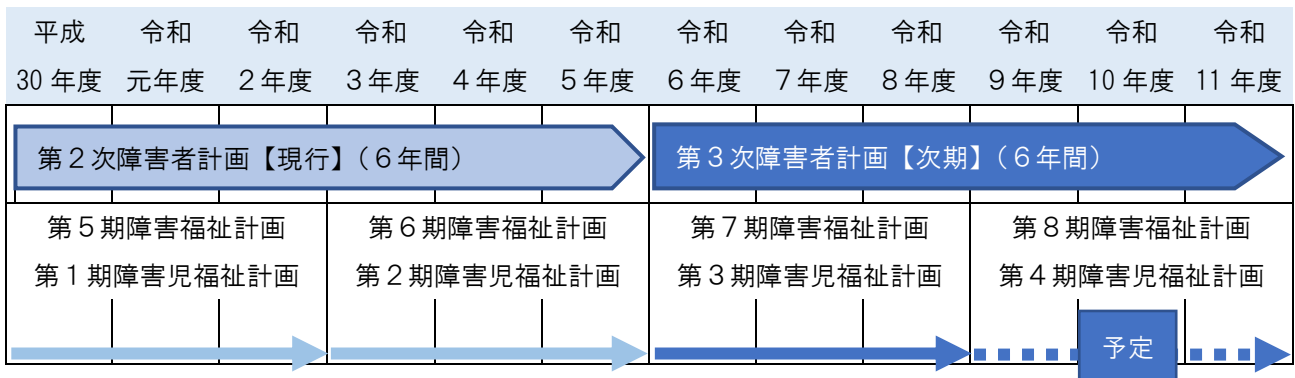 平成 令和 令和 令和 令和 令和 令和 令和 令和 令和 令和 令和
30 年度 元年度 2年度 3年度 4年度 5年度 6年度 7年度 8年度 9年度 10 年度 11 年度
第2次障害者計画【現行】(6年間) 第3次障害者計画【次期】(6年間)
第5期障害福祉計画 第6期障害福祉計画 第7期障害福祉計画 第8期障害福祉計画
第1期障害児福祉計画 第2期障害児福祉計画 第3期障害児福祉計画 第4期障害児福祉計画
予定